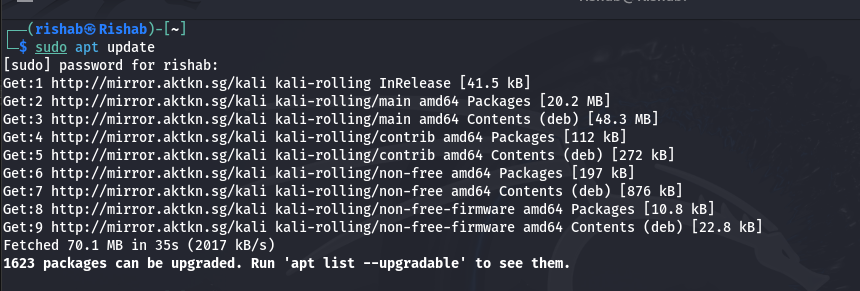 (rishab㉿Rishab)-[~]
$ sudo apt update
[sudo] password for rishab:
Get:1 http://mirror.aktkn.sg/kali kali-rolling InRelease [41.5 kB]
Get:2 http://mirror.aktkn.sg/kali kali-rolling/main amd64 Packages [20.2 MB]
Get:3 http://mirror.aktkn.sg/kali kali-rolling/main amd64 Contents (deb) [48.3 MB]
Get:4 http://mirror.aktkn.sg/kali kali-rolling/contrib amd64 Packages [112 kB]
Get:5 http://mirror.aktkn.sg/kali kali-rolling/contrib amd64 Contents (deb) [272 kB]
Get:6 http://mirror.aktkn.sg/kali kali-rolling/non-free amd64 Packages [197 kB]
Get:7 http://mirror.aktkn.sg/kali kali-rolling/non-free amd64 Contents (deb) [876 kB]
Get:8 http://mirror.aktkn.sg/kali kali-rolling/non-free-firmware amd64 Packages [10.8 kB]
Get:9 http://mirror.aktkn.sg/kali kali-rolling/non-free-firmware amd64 Contents (deb) [22.8 kB]
Fetched 70.1 MB in 35s (2017 kB/s)
1623 packages can be upgraded. Run 'apt list --upgradable' to see them.